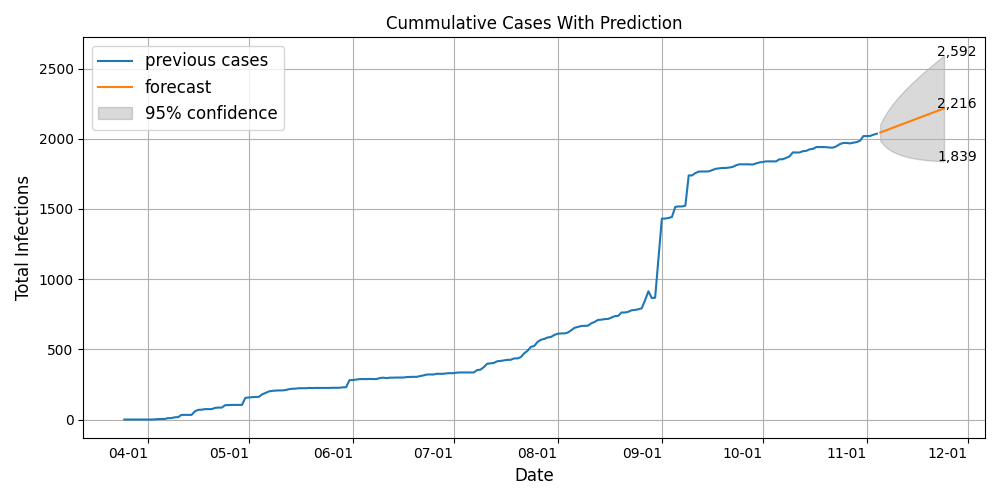 Cummulative Cases With Prediction
previous cases
forecast
95% confidence
2,592
2,216
1,839
2500
2000
1500
1000
500
0
Total Infections
04-01 05-01 06-01 07-01 08-01 09-01 10-01 11-01 12-01
Date